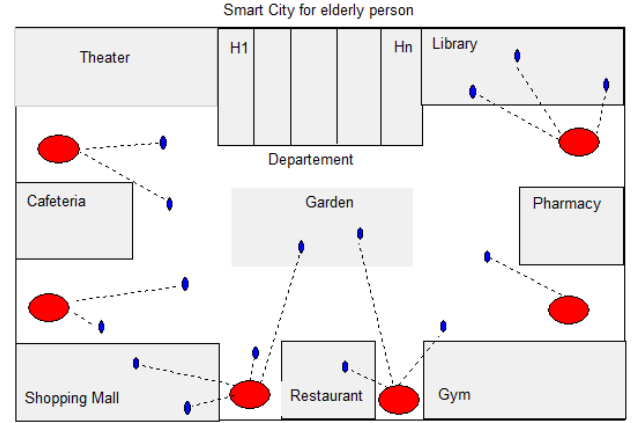 Smart City for elderly person
Theater
H1
Hn
Library
Departement
Cafeteria
Garden
Pharmacy
Shopping Mall
Restaurant
Gym